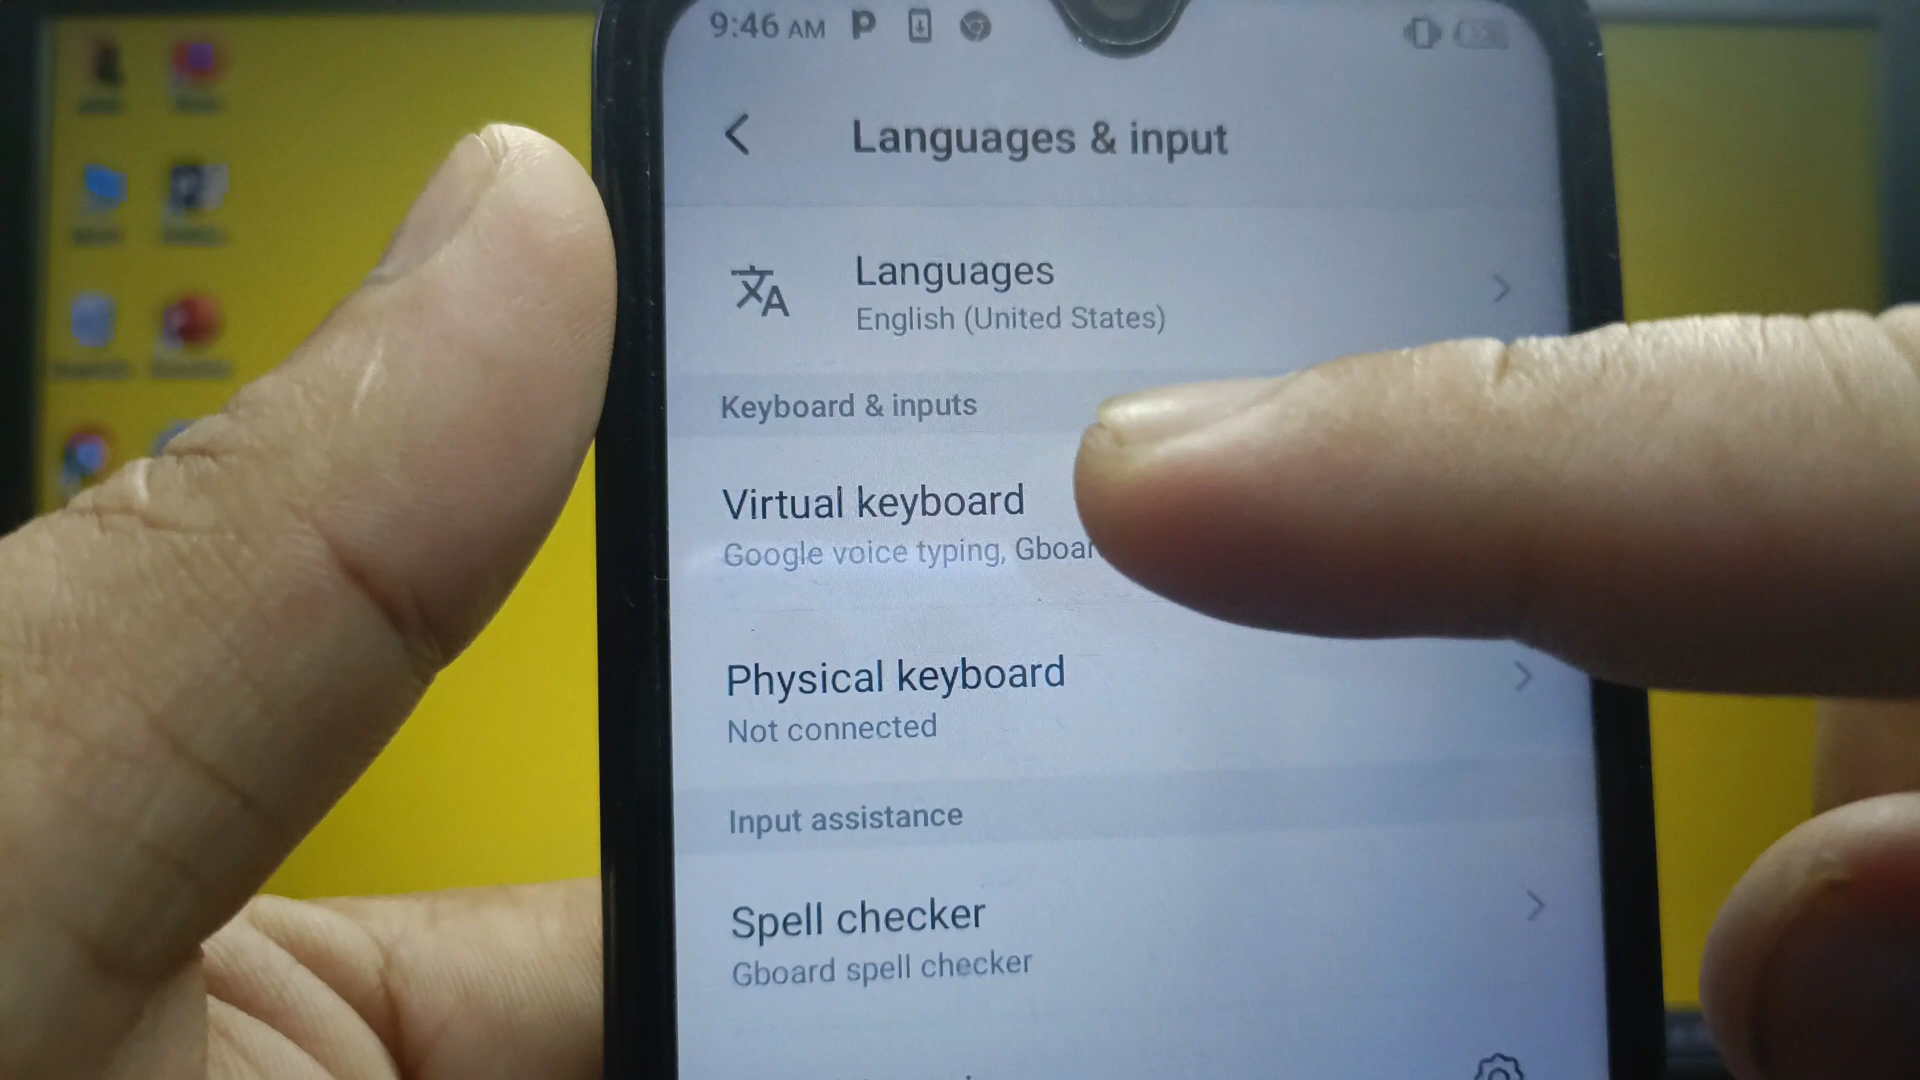 9:46 AM
Languages & input
Languages
English (United States)
Keyboard & inputs
Virtual keyboard
Google voice typing,
Physical keyboard
Not connected
Input assistance
Spell checker
Gboard spell checker